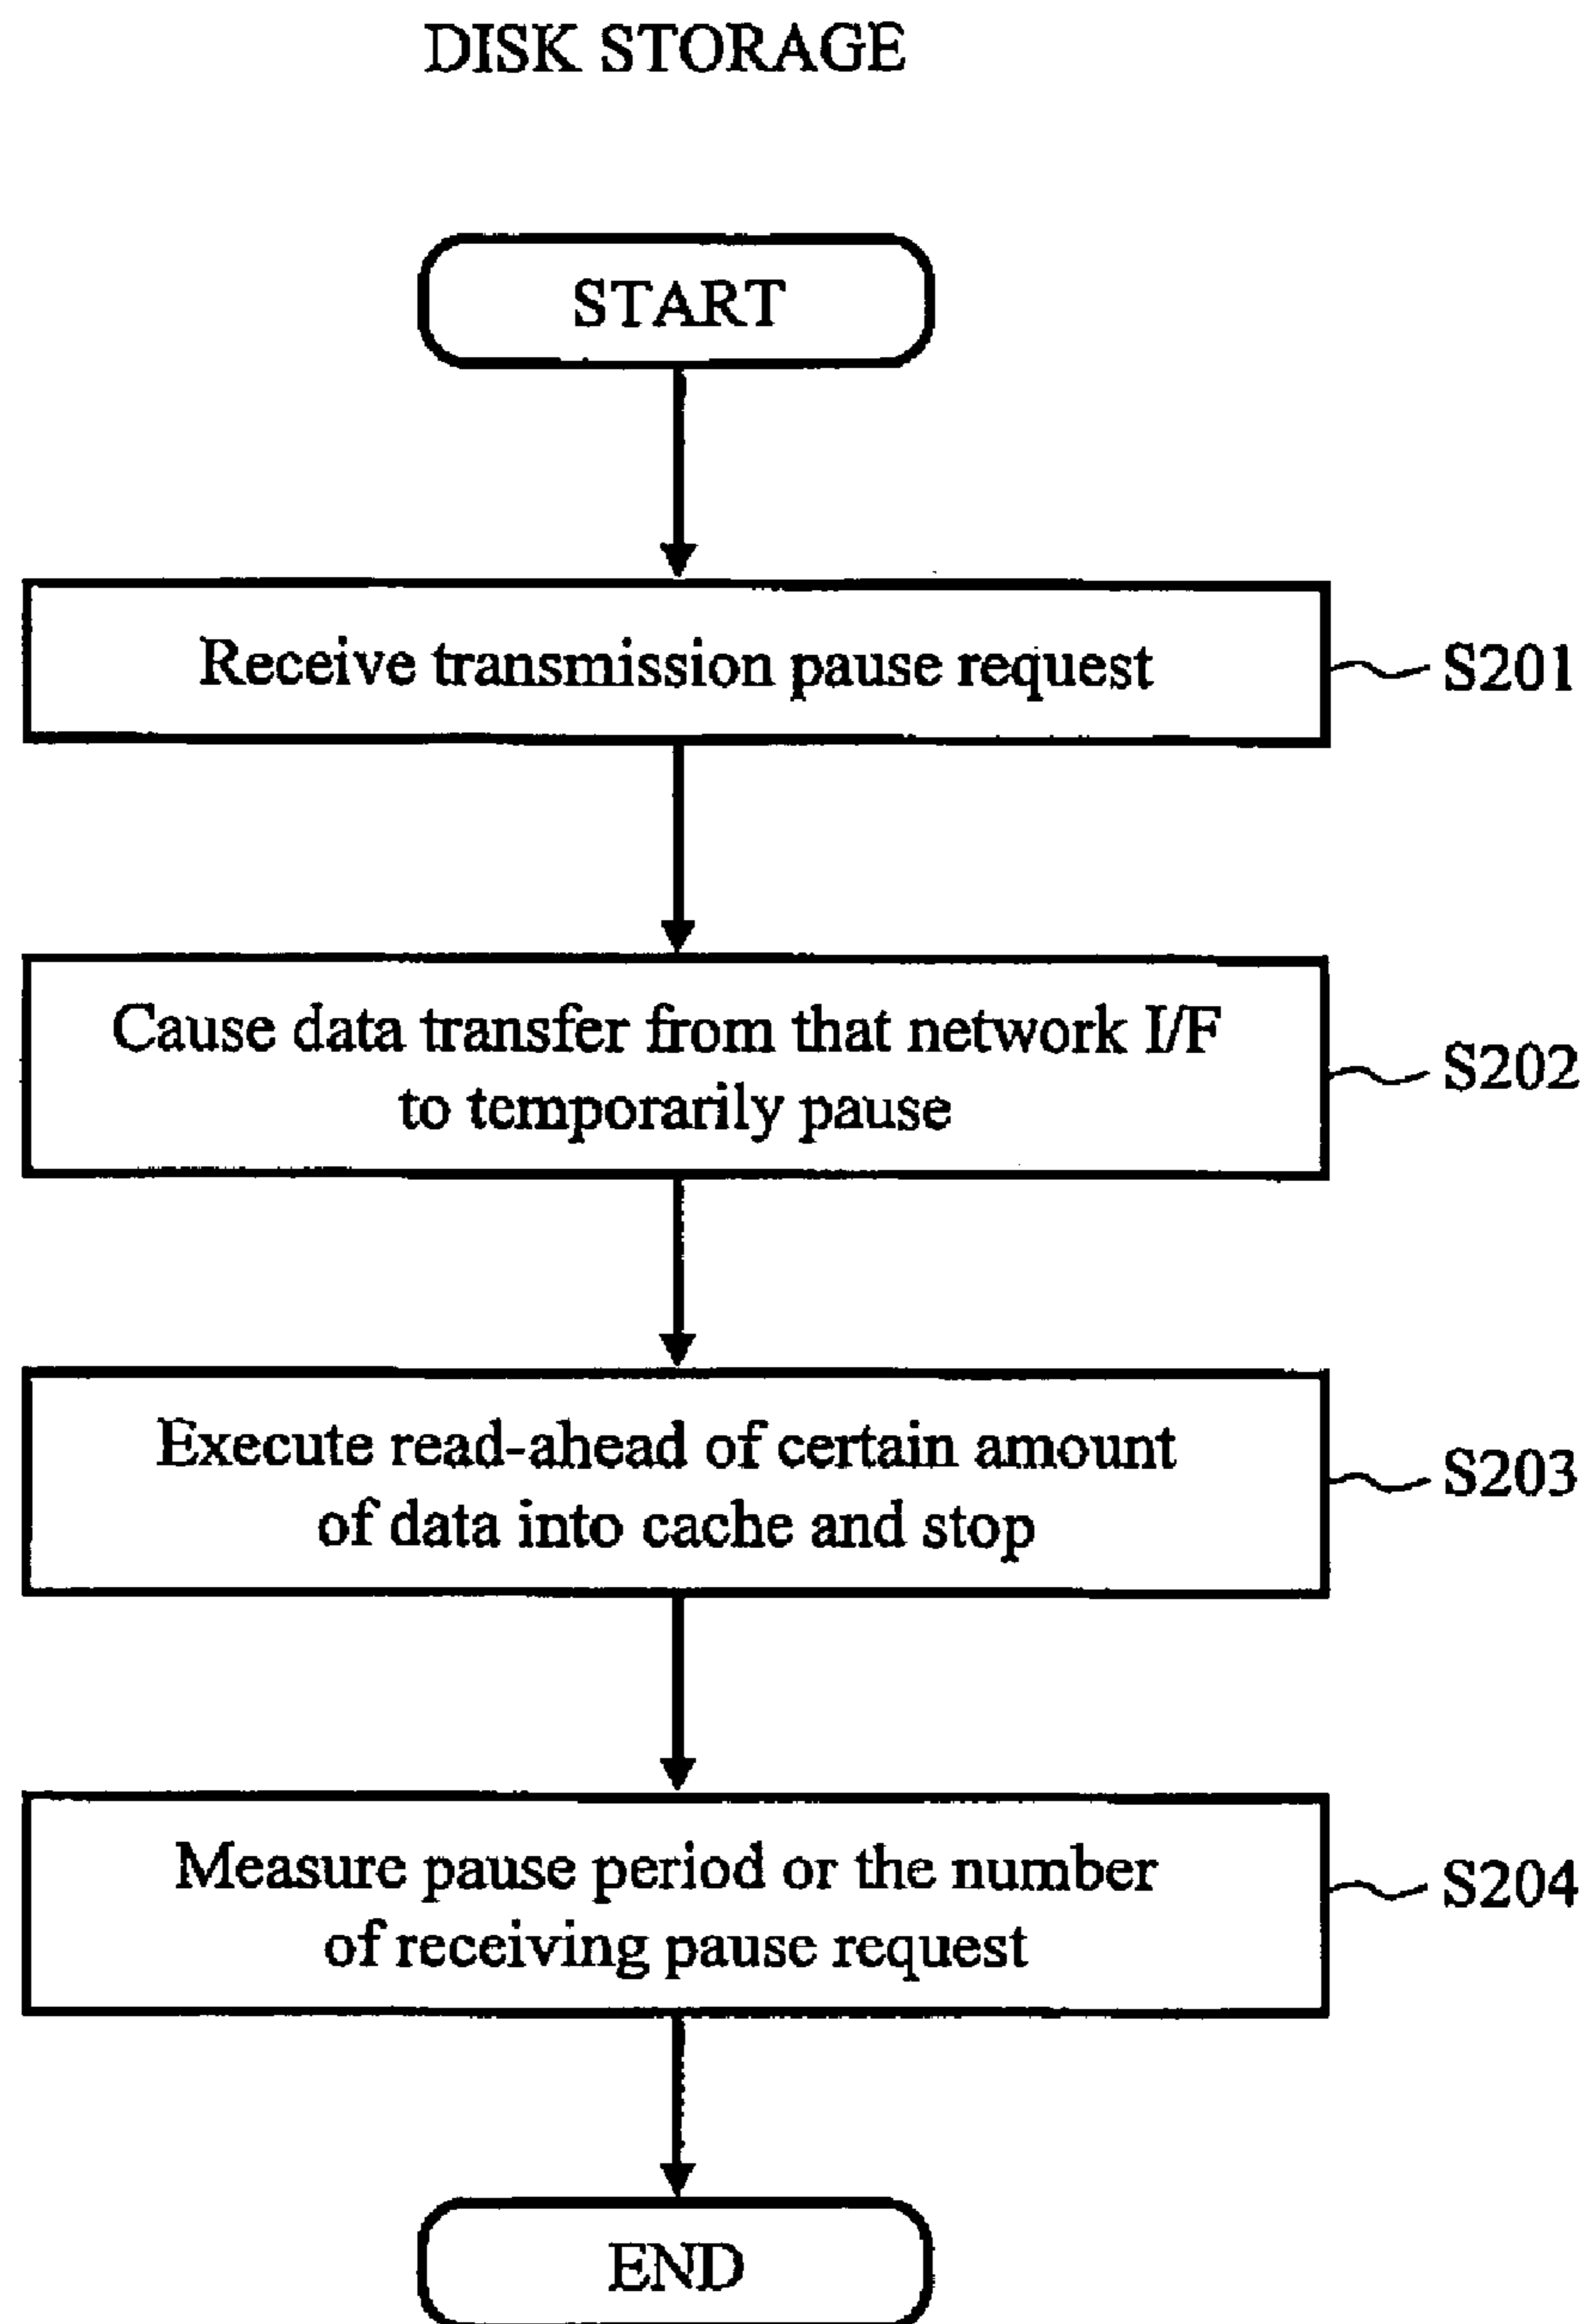 DISK STORAGE
START
Receive transmission pause request
S201
Cause data transfer from that network I/F
to temporarily pause
S202
Execute read-ahead of certain amount
of data into cache and stop
S203
Measure pause period or the number
of receiving pause request
S204
END